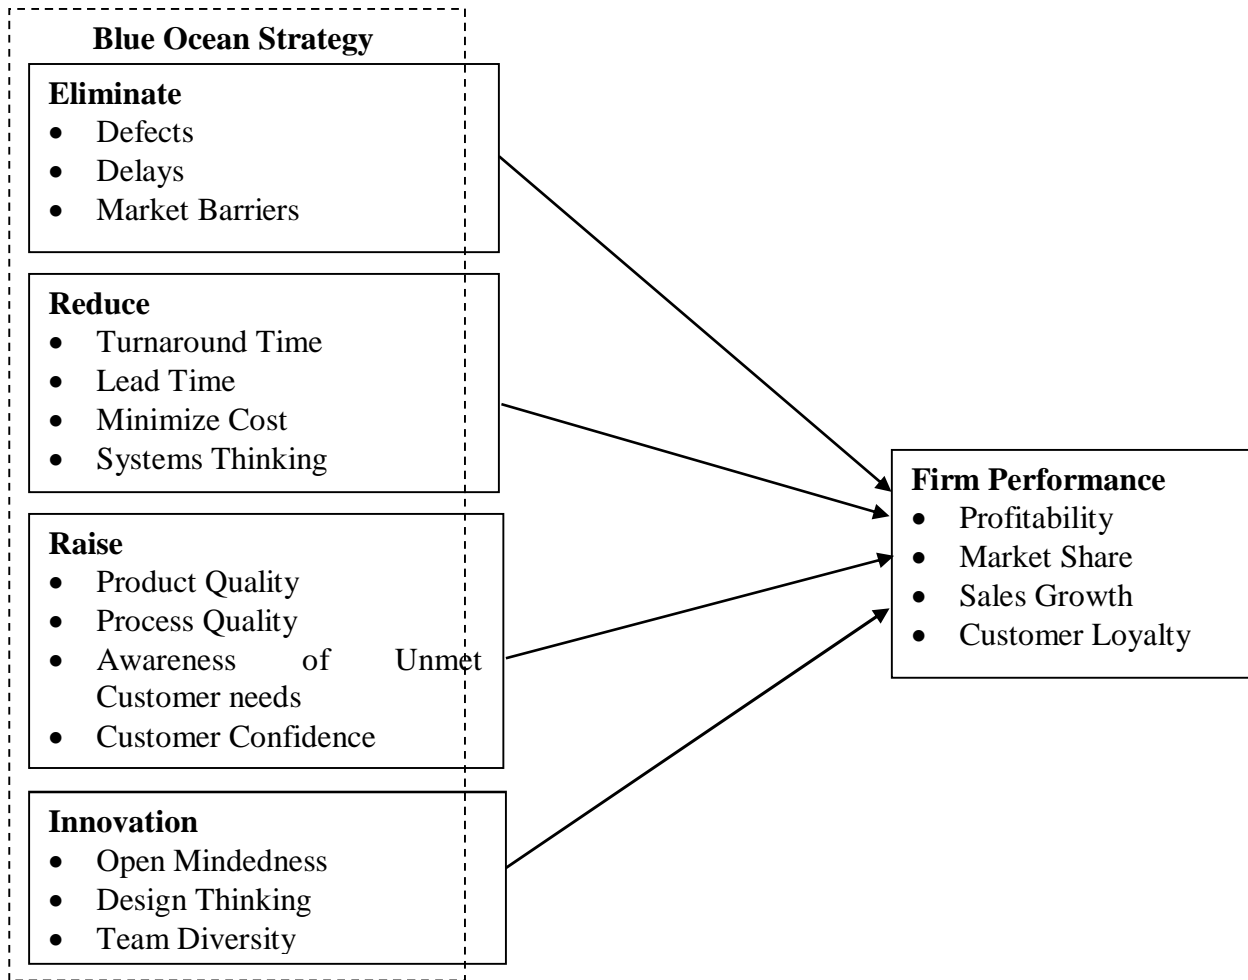 Blue Ocean Strategy
Eliminate
• Defects
• Delays
• Market Barriers
Reduce
• Turnaround Time
• Lead Time
• Minimize Cost
• Systems Thinking
Raise
• Product Quality
• Process Quality
• Awareness of Unmet
Customer needs
• Customer Confidence
Innovation
• Open Mindedness
• Design Thinking
• Team Diversity
Firm Performance
• Profitability
• Market Share
• Sales Growth
• Customer Loyalty